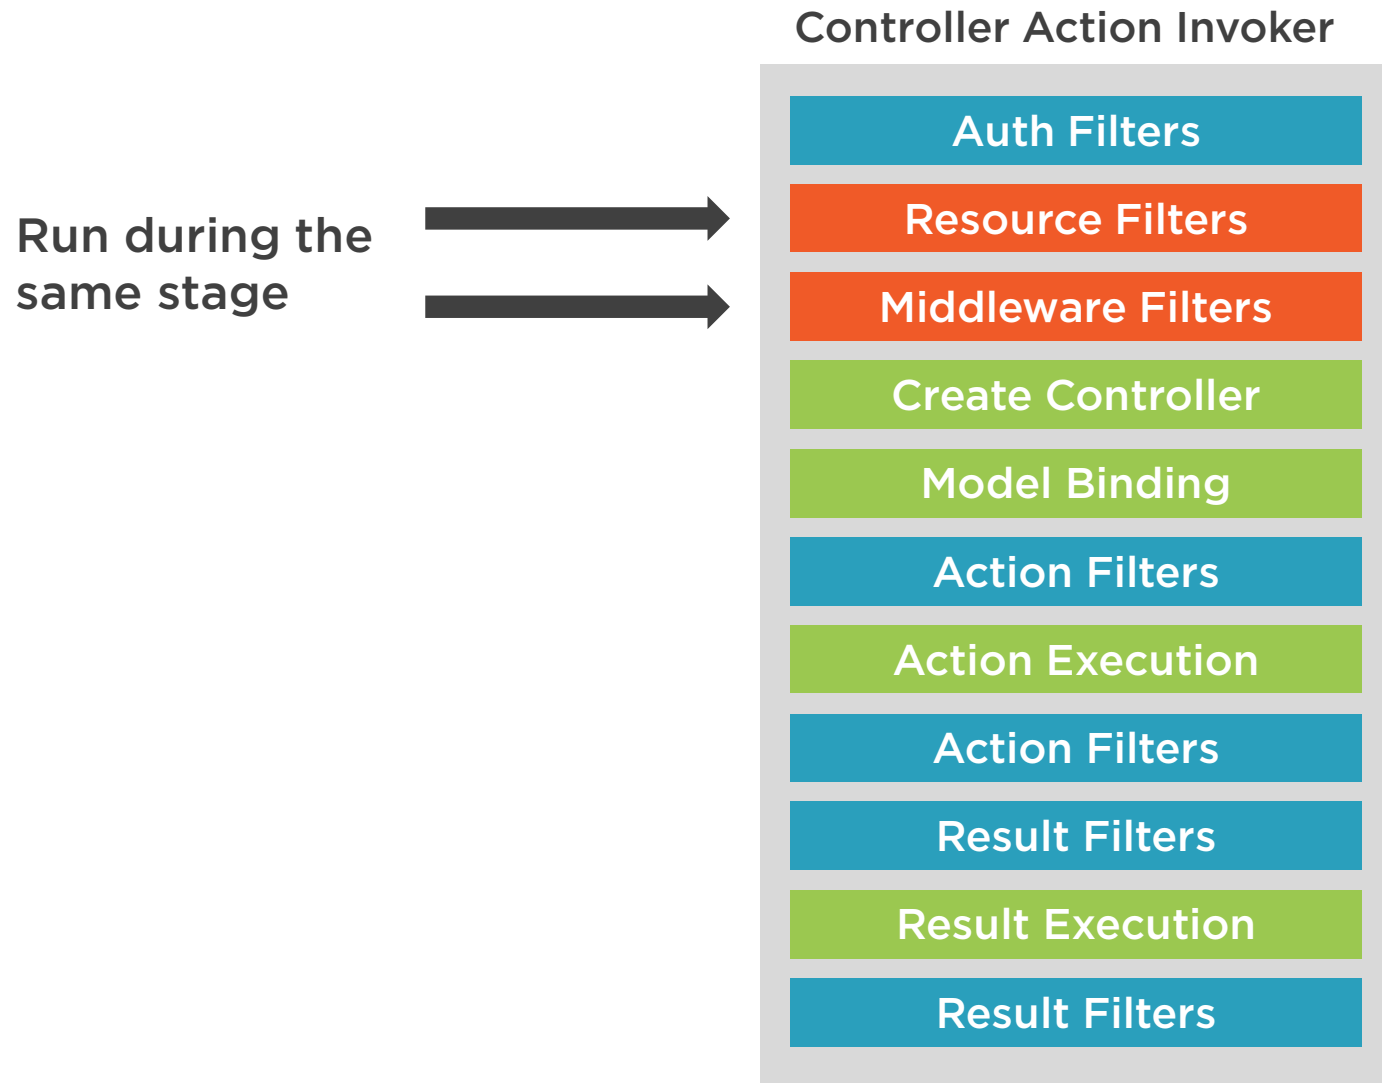 Controller Action Invoker
Auth Filters
Run during the
same stage
Resource Filters
Middleware Filters
Create Controller
Model Binding
Action Filters
Action Execution
Action Filters
Result Filters
Result Execution
Result Filters